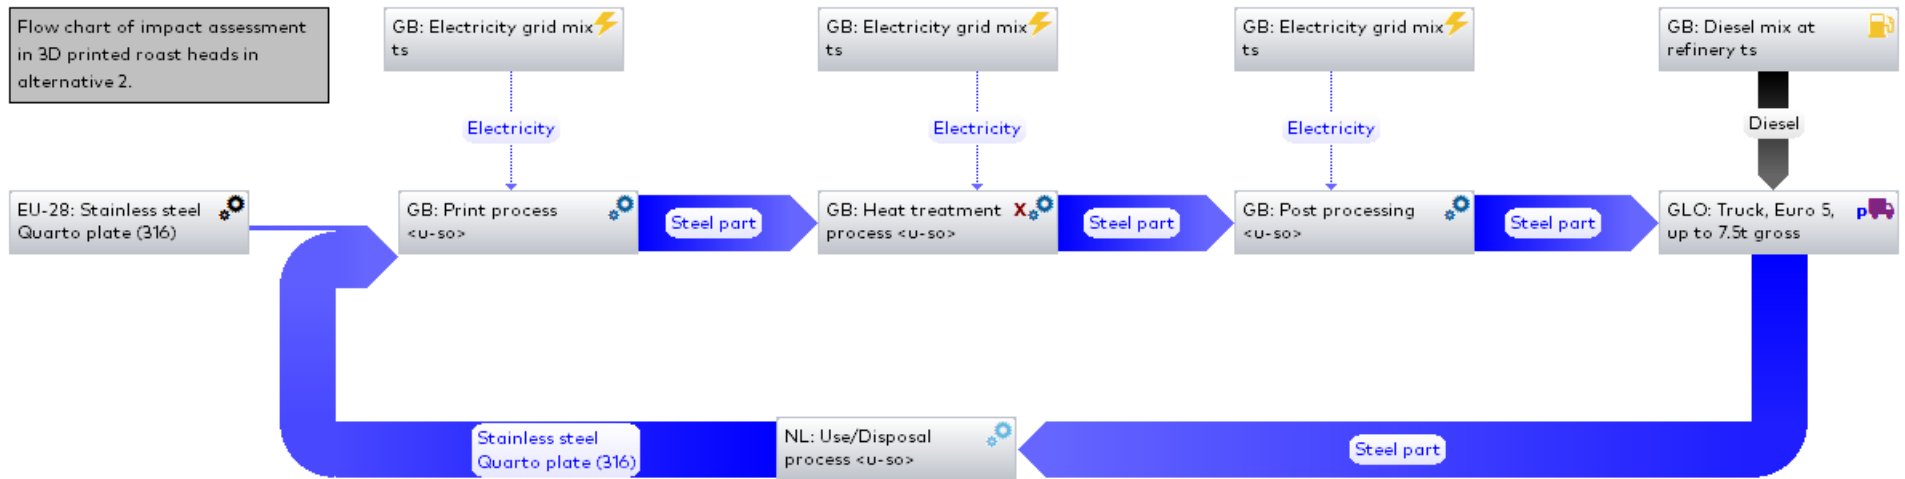 Flow chart of impact assessment
in 3D printed roast heads in
alternative 2.
GB: Electricity grid mix
ts
GB: Electricity grid mix
ts
GB: Electricity grid mix
ts
GB: Diesel mix at
refinery ts
Electricity
Electricity
Electricity
Diesel
EU-28: Stainless steel
Quarto plate (316)
GB: Print process
<u-so>
Steel part
GB: Heat treatment X
process <u-so>
Steel part
GB: Post processing
<u-so>
Steel part
GLO: Truck, Euro 5, p
up to 7.5t gross
Stainless steel
Quarto plate (316)
NL: Use/Disposal
process <u-so>
Steel part